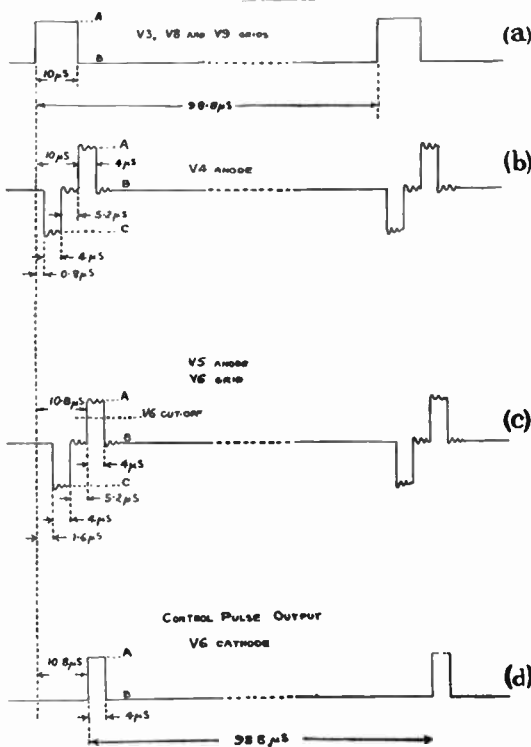 A
V3, V8 AND V9 GRIDS
(a)
B
10µS
98·8µS
A
10µS
4µS
(b)
V4 ANODE
B
5·2µS
C
4µS
0·8µS
V5 ANODE
V6 GRID
A
10·8µS
V6 CUT-OFF
(c)
B
4µS
C
5·2µS
4µS
1·6µS
CONTROL PULSE OUTPUT
V6 CATHODE
A
10·8µS
(d)
B
4µS
98·8µS